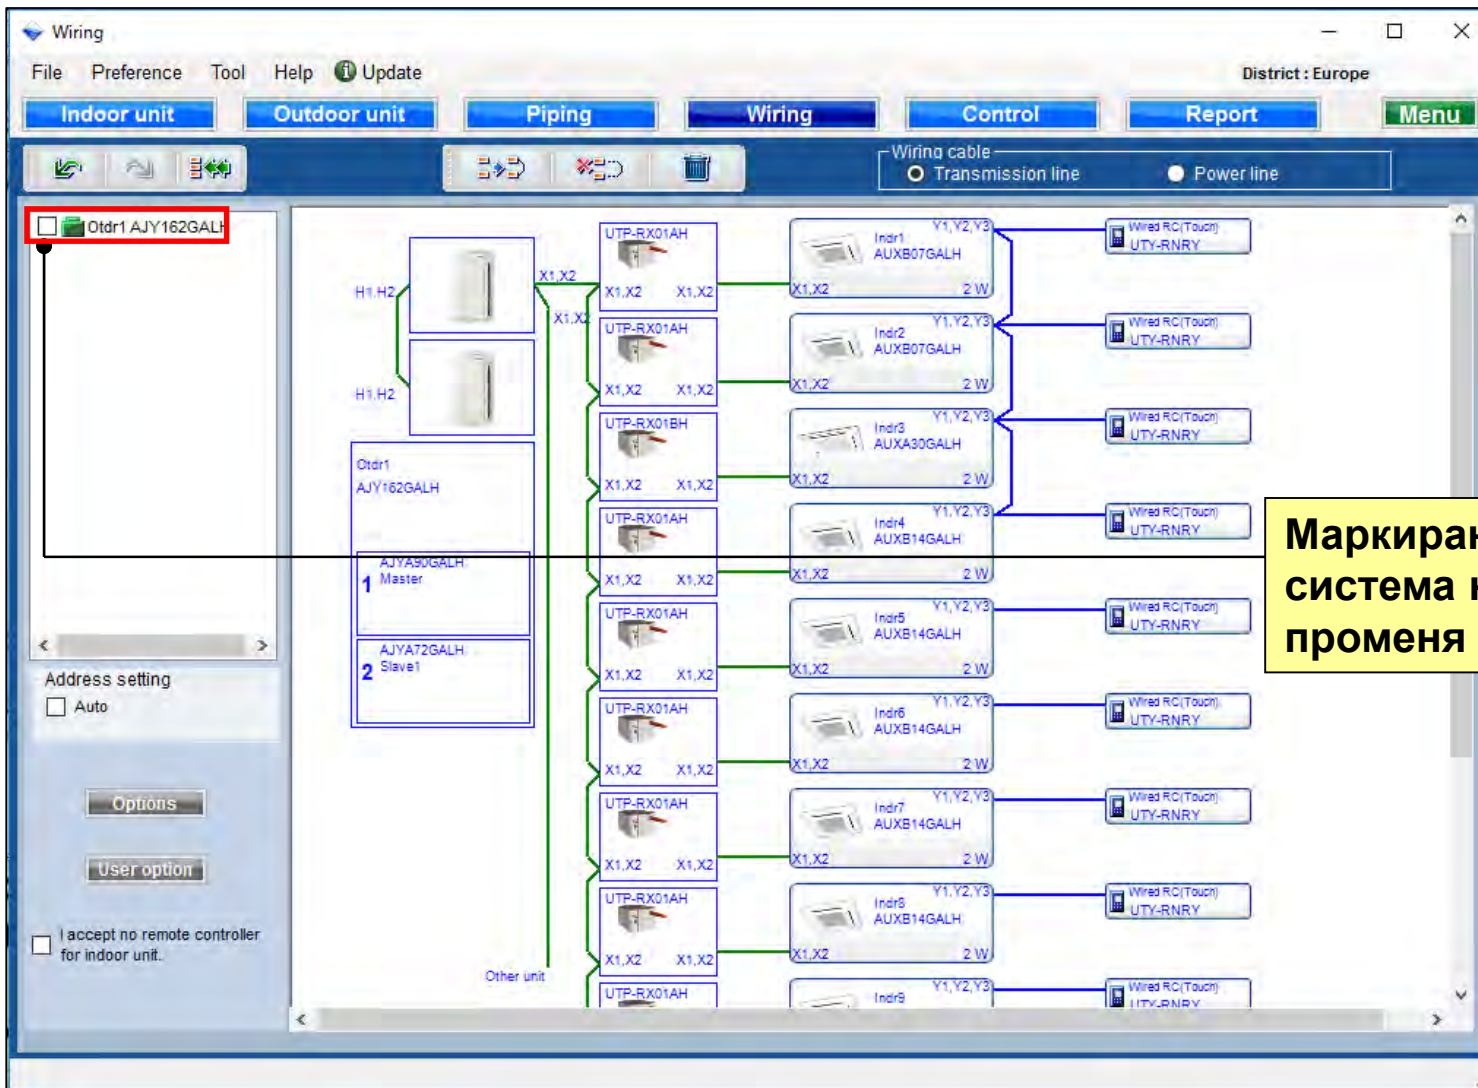 Wiring
File Preference Tool Help Update
District : Europe
Indoor unit Outdoor unit Piping Wiring Control Report Menu
Wiring cable
Transmission line Power line
Otdr1 AJY162GALH
Address setting
Auto
Options
User option
I accept no remote controller
for indoor unit.
H1,H2
X1,X2
X1,X2
H1,H2
Otdr1
AJY162GALH
AJYA90GALH
1 Master
AJYA72GALH
2 Slave1
Other unit
UTP-RX01AH
X1,X2 X1,X2
Indr1
AUXB07GALH
Y1,Y2,Y3
X1,X2 2 W
Wired RC(Touch)
UTY-RNRY
UTP-RX01AH
X1,X2 X1,X2
Indr2
AUXB07GALH
Y1,Y2,Y3
X1,X2 2 W
Wired RC(Touch)
UTY-RNRY
UTP-RX01BH
X1,X2 X1,X2
Indr3
AUXA30GALH
Y1,Y2,Y3
X1,X2 2 W
Wired RC(Touch)
UTY-RNRY
UTP-RX01AH
X1,X2 X1,X2
Indr4
AUXB14GALH
Y1,Y2,Y3
X1,X2 2 W
Wired RC(Touch)
UTY-RNRY
UTP-RX01AH
X1,X2 X1,X2
Indr5
AUXB14GALH
Y1,Y2,Y3
X1,X2 2 W
Wired RC(Touch)
UTY-RNRY
UTP-RX01AH
X1,X2 X1,X2
Indr6
AUXB14GALH
Y1,Y2,Y3
X1,X2 2 W
Wired RC(Touch)
UTY-RNRY
UTP-RX01AH
X1,X2 X1,X2
Indr7
AUXB14GALH
Y1,Y2,Y3
X1,X2 2 W
Wired RC(Touch)
UTY-RNRY
UTP-RX01AH
X1,X2 X1,X2
Indr8
AUXB14GALH
Y1,Y2,Y3
X1,X2 2 W
Wired RC(Touch)
UTY-RNRY
UTP-RX01AH
Indr9
Y1,Y2,Y3
Wired RC(Touch)
UTY-RNRY
Маркиран
система
променя